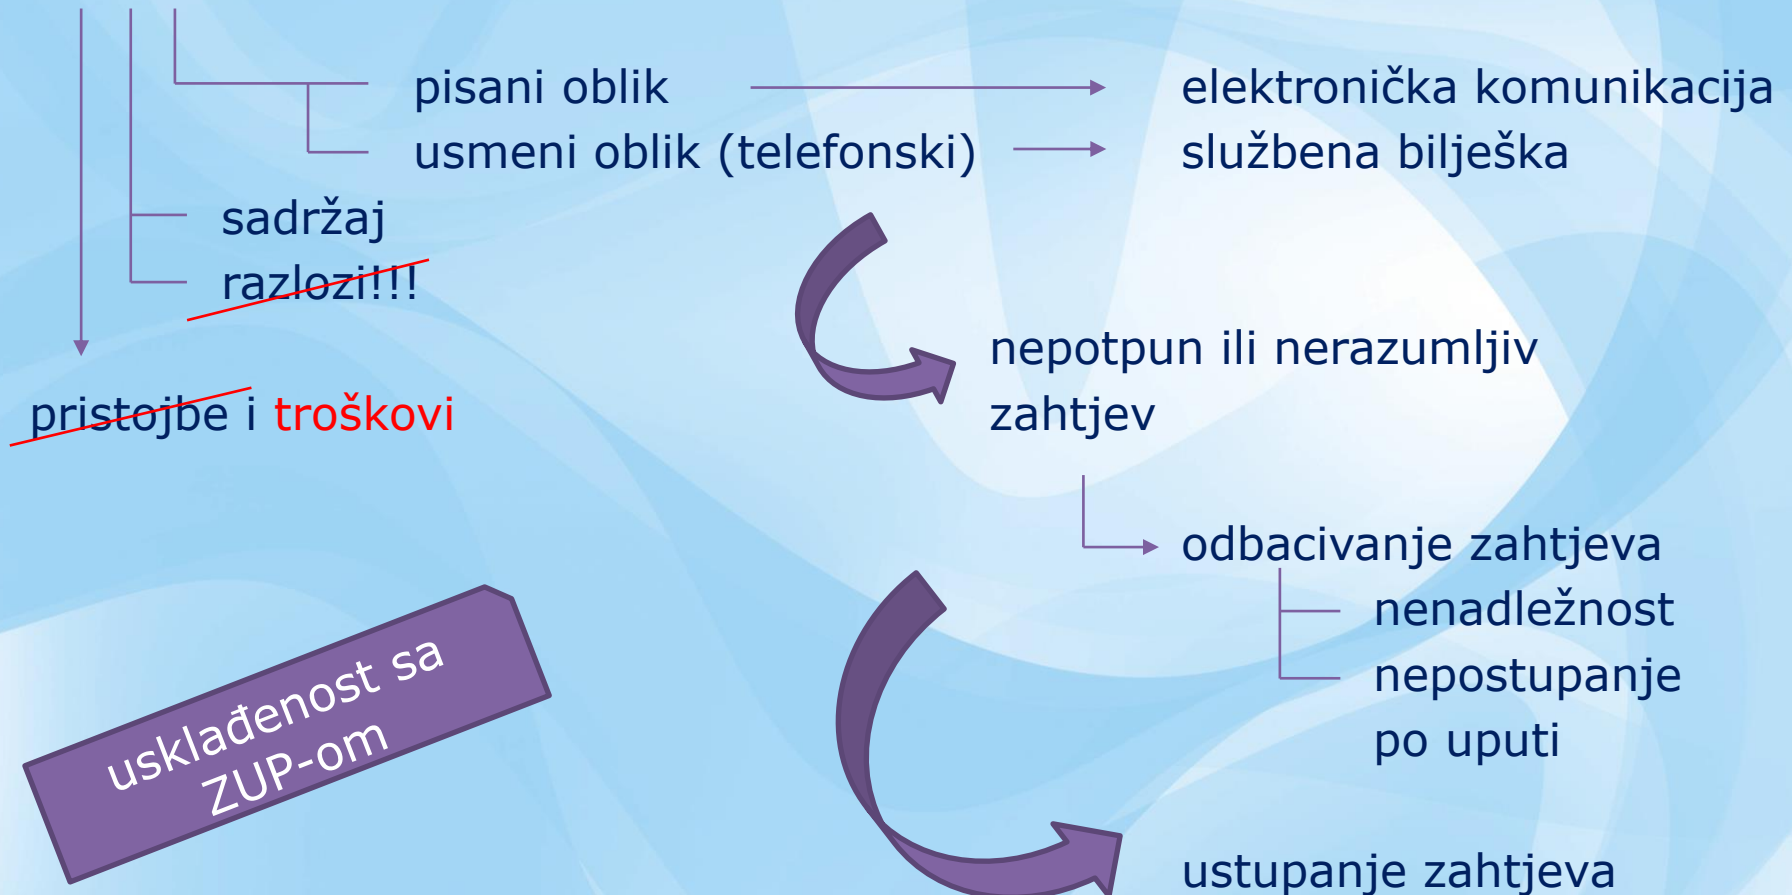 pisani oblik
elektronička komunikacija
usmeni oblik (telefonski)
službena bilješka
sadržaj
razlozi!!!
nepotpun ili nerazumljiv
zahtjev
pristojbe i troškovi
odbacivanje zahtjeva
nenadležnost
nepostupanje
po uputi
usklađenost sa
ZUP-om
ustupanje zahtjeva